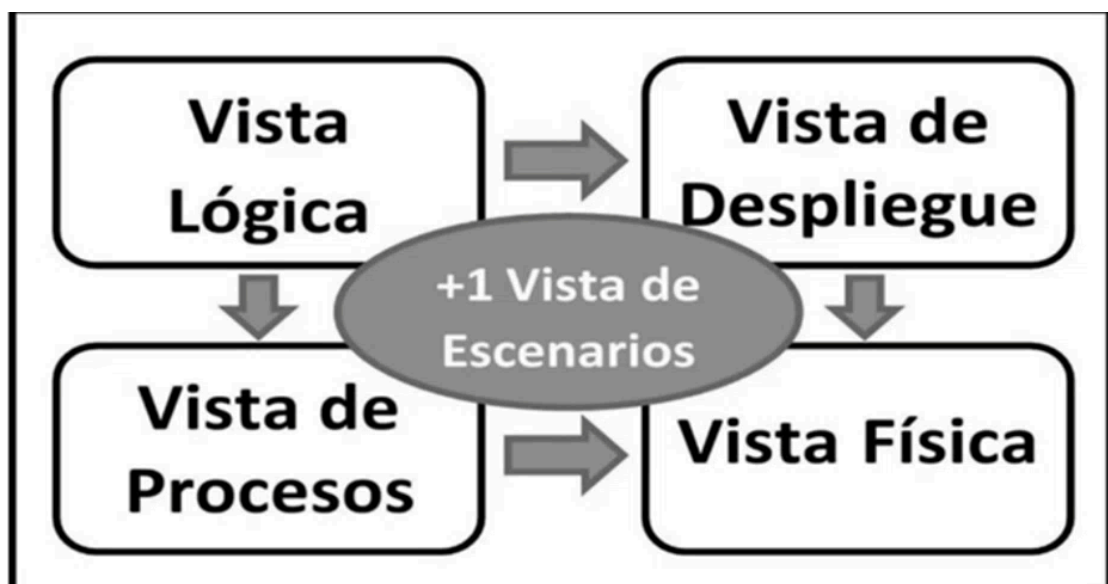 Vista
Lógica
Vista de
Despliegue
+1 Vista de
Escenarios
Vista de
Procesos
Vista Física